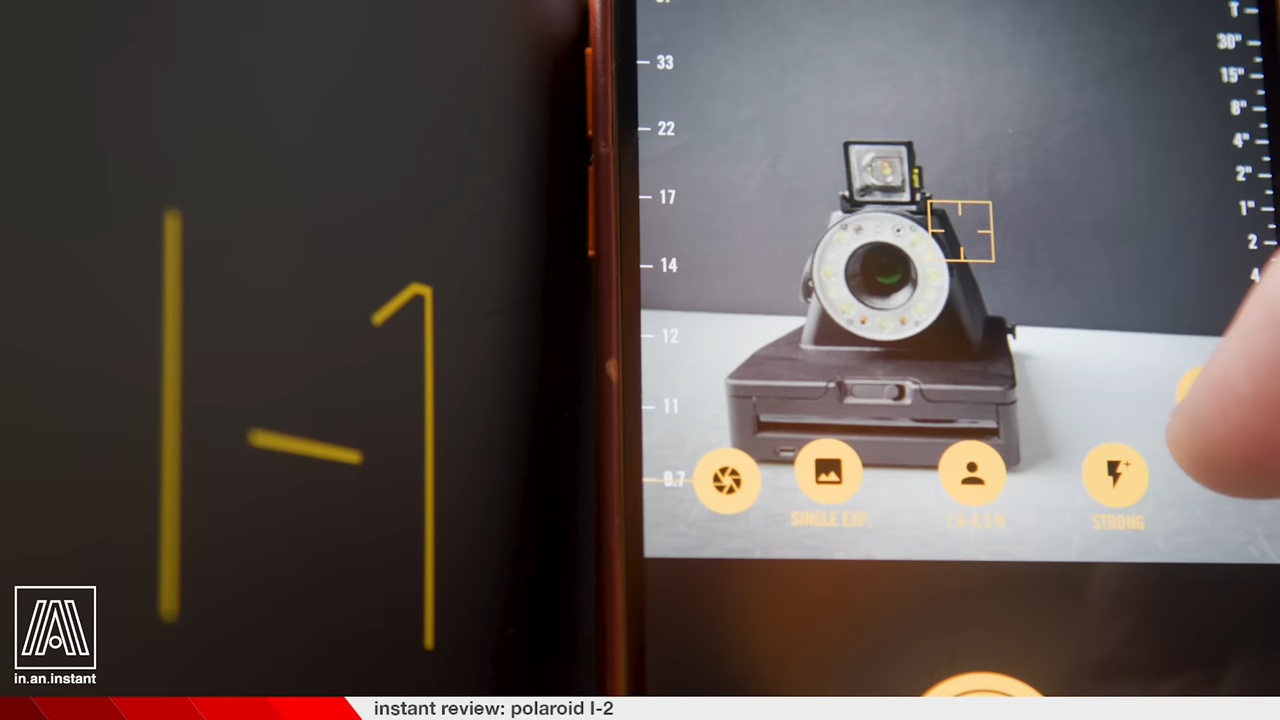 I-1
33
22
17
14
12
11
9.7
T
30"
15"
8"
4"
2"
1"
2
4
SINGLE EXP
STRONG
in.an.instant
instant review: polaroid I-2